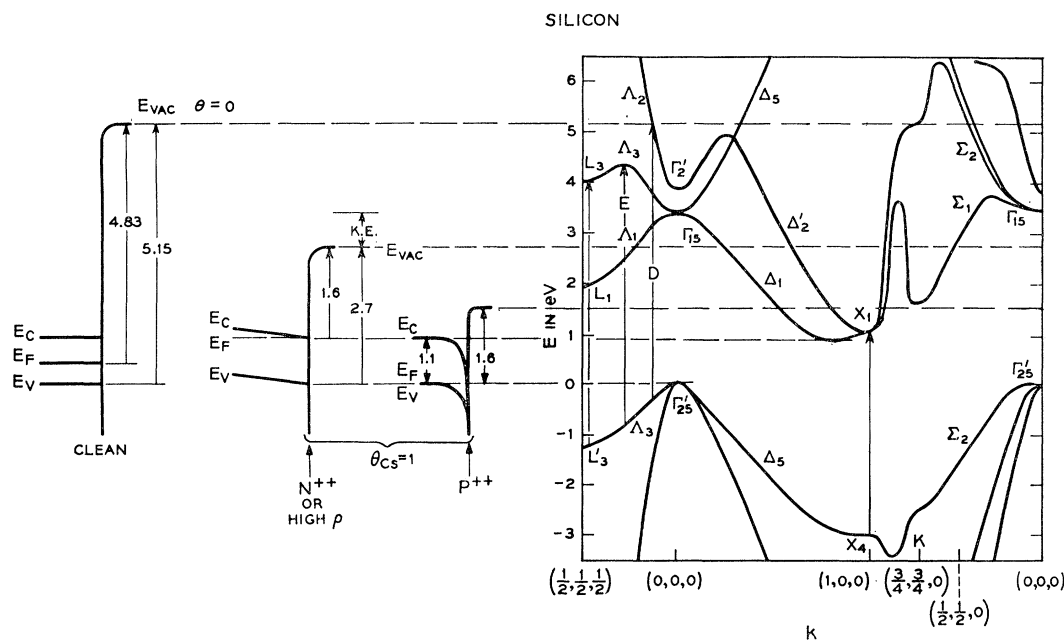 SILICON
E_VAC θ = 0
4.83
5.15
E_C
E_F
E_V
CLEAN
K.E.
E_VAC
1.6
2.7
E_C
E_F
E_V
E_C
1.1
E_F
E_V
1.6
θ_Cs=1
N++
OR
HIGH ρ
P++
E IN eV
6
5
4
3
2
1
0
-1
-2
-3
Λ2
Δ5
L3
Λ3
Γ2'
E
Λ1
D
Γ15
Δ2'
L1
Δ1
X1
Σ2
Σ1
Γ15
Γ25'
L3'
Λ3
Δ5
X4
K
Σ2
Γ25'
(1/2,1/2,1/2) (0,0,0) (1,0,0) (3/4,3/4,0) (0,0,0)
(1/2,1/2,0)
k